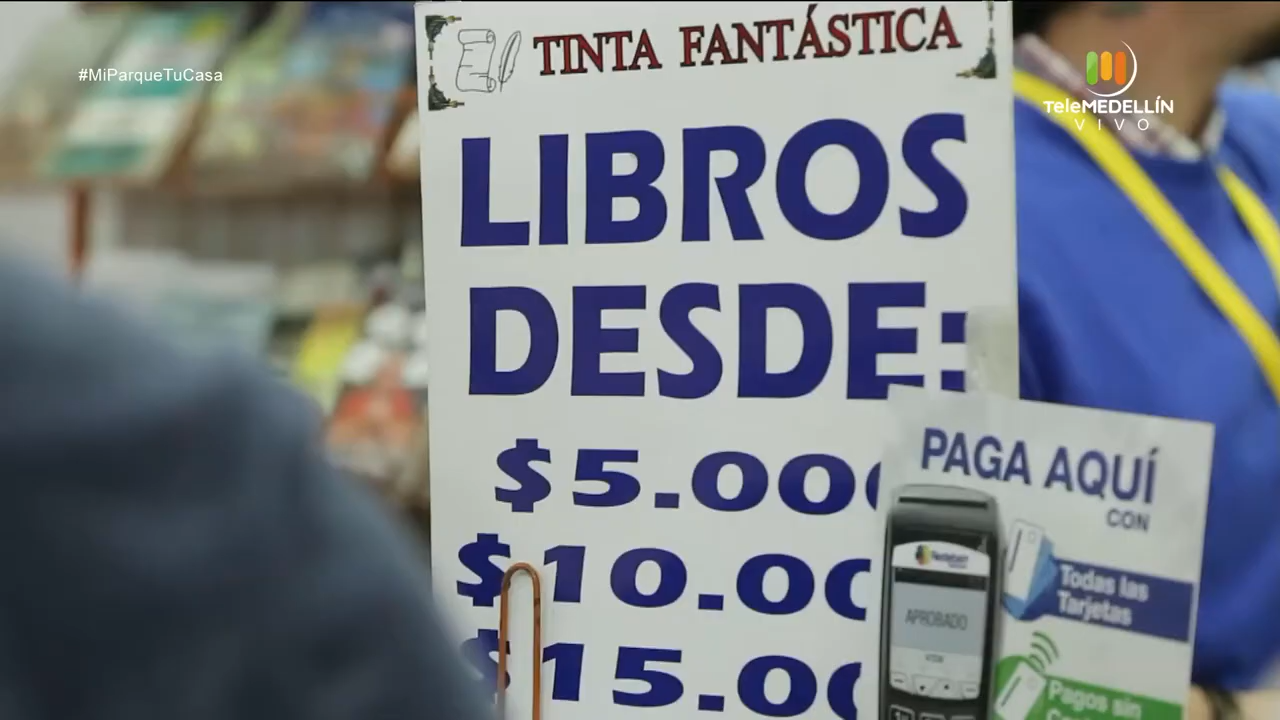 #MiParqueTuCasa
TeleMEDELLÍN
VIVO
TINTA FANTÁSTICA
LIBROS
DESDE:
$5.00
$10.00
$15.00
PAGA AQUÍ
CON
Todas las
Tarjetas
APROBADO
Pagos sin